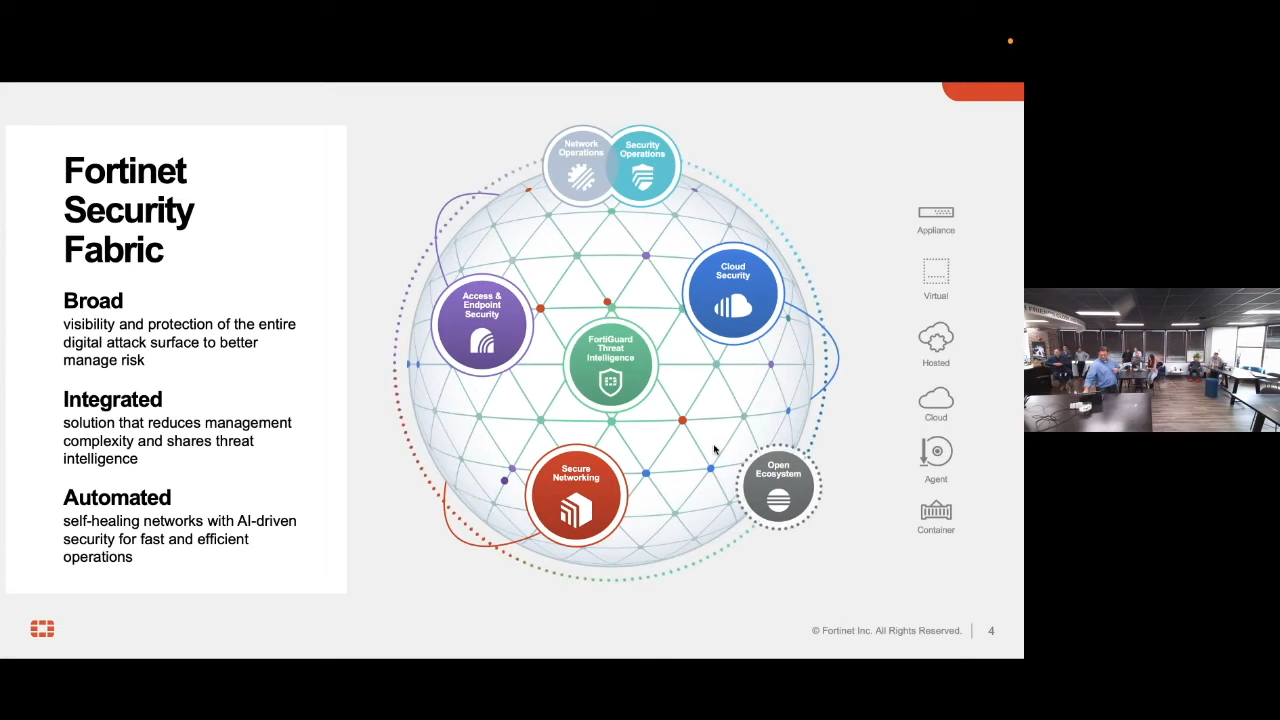 Fortinet
Security
Fabric
Broad
visibility and protection of the entire
digital attack surface to better
manage risk
Integrated
solution that reduces management
complexity and shares threat
intelligence
Automated
self-healing networks with AI-driven
security for fast and efficient
operations
Network
Operations
Security
Operations
Access &
Endpoint
Security
Cloud
Security
FortiGuard
Threat
Intelligence
Secure
Networking
Open
Ecosystem
Appliance
Virtual
Hosted
Cloud
Agent
Container
© Fortinet Inc. All Rights Reserved.
4